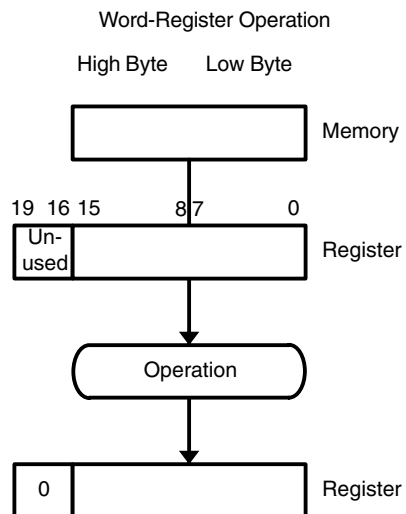 Word-Register Operation
High Byte Low Byte
Memory
19 16 15 8 7 0
Un-
used
Register
Operation
0
Register